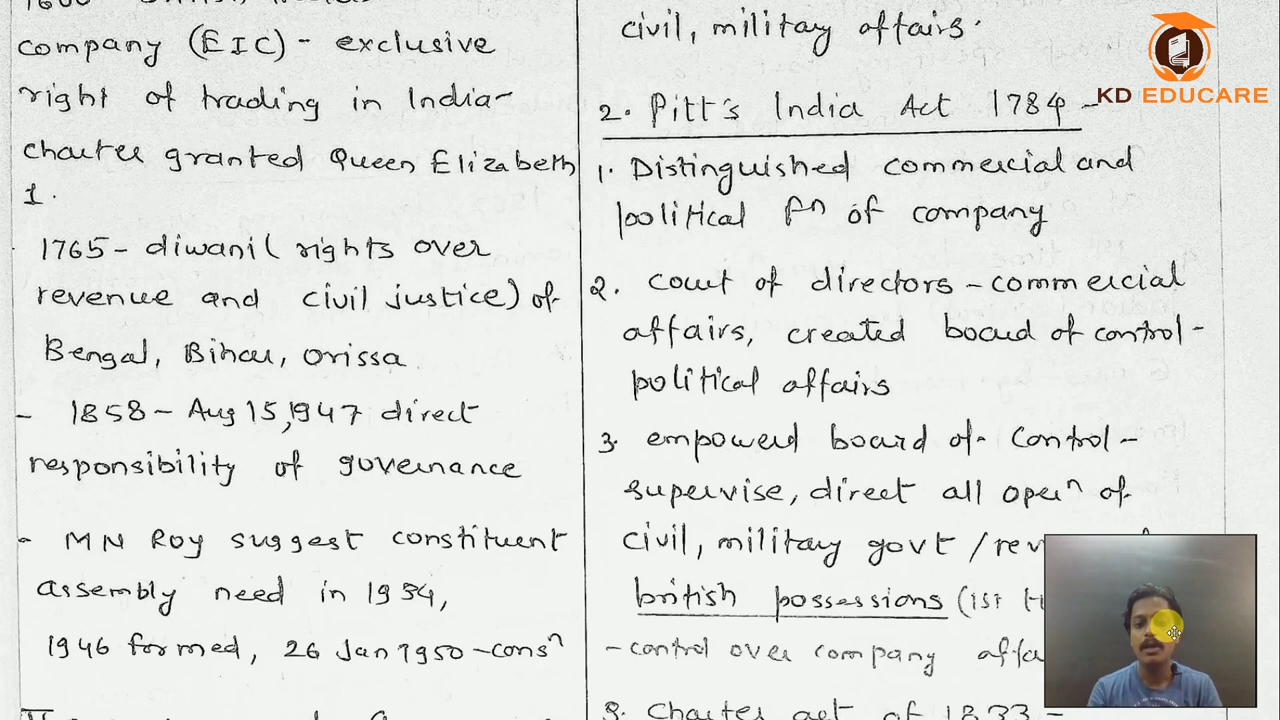 company (EIC) - exclusive
right of trading in India-
charter granted Queen Elizabeth
1.
1765 - diwani ( rights over
revenue and civil justice) of
Bengal, Bihar, Orissa
- 1858 - Aug 15,1947 direct
responsibility of governance
- MN Roy suggest constituent
assembly need in 1934,
1946 formed, 26 Jan 1950 -consⁿ
civil, military affairs.
2. Pitt's India Act 1784 -
1. Distinguished commercial and
political fⁿ of company
2. court of directors - commercial
affairs, created board of control-
political affairs
3. empowerd board of control -
supervise, direct all operⁿ of
civil, military govt /rev
british possessions (1st
-control over company
3. Charter act of 1833 -
KD EDUCARE